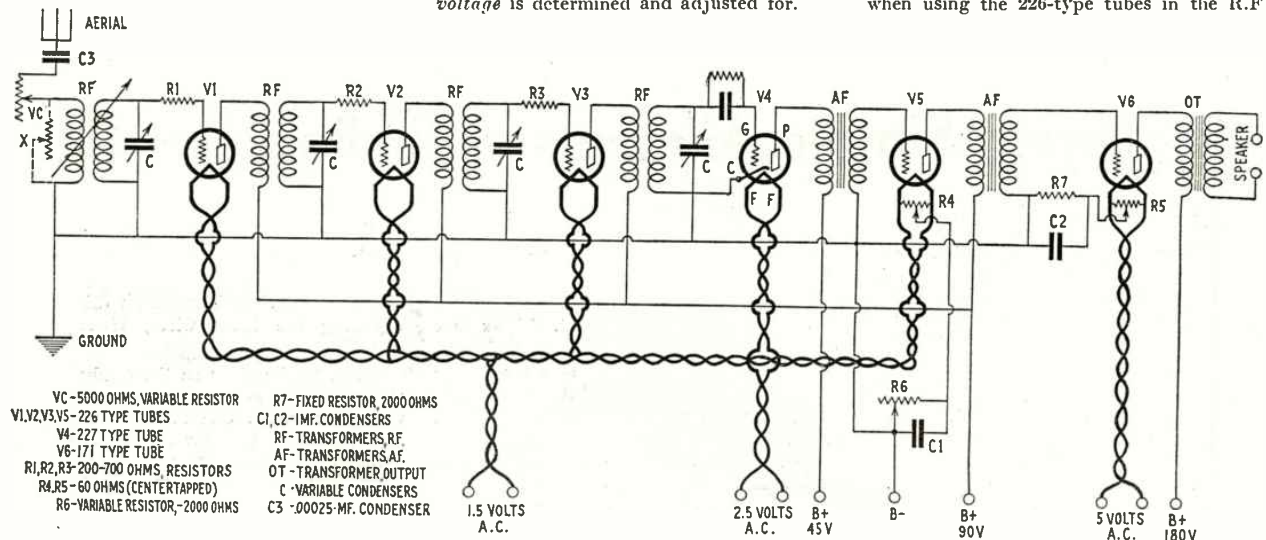 voltage is determined and adjusted for.
when using the 226-type tubes in the R.F
AERIAL
C3
VC
X
RF
C
R1
V1
RF
C
R2
V2
RF
C
R3
V3
RF
C
V4
G
P
C
F F
AF
V5
R4
AF
R7
C2
V6
R5
OT
SPEAKER
GROUND
R6
C1
VC-5000 OHMS, VARIABLE RESISTOR
V1,V2,V3,V5-226 TYPE TUBES
V4-227 TYPE TUBE
V6-171 TYPE TUBE
R1,R2,R3-200-700 OHMS, RESISTORS
R4,R5-60 OHMS (CENTERTAPPED)
R6-VARIABLE RESISTOR,-2000 OHMS
R7-FIXED RESISTOR, 2000 OHMS
C1,C2-1MF. CONDENSERS
RF-TRANSFORMERS, R.F.
AF-TRANSFORMERS, A.F.
OT-TRANSFORMER, OUTPUT
C-VARIABLE CONDENSERS
C3-.00025-MF. CONDENSER
1.5 VOLTS
A.C.
2.5 VOLTS
A.C.
B+
45V
B-
B+
90V
5 VOLTS
A.C.
B+
180V